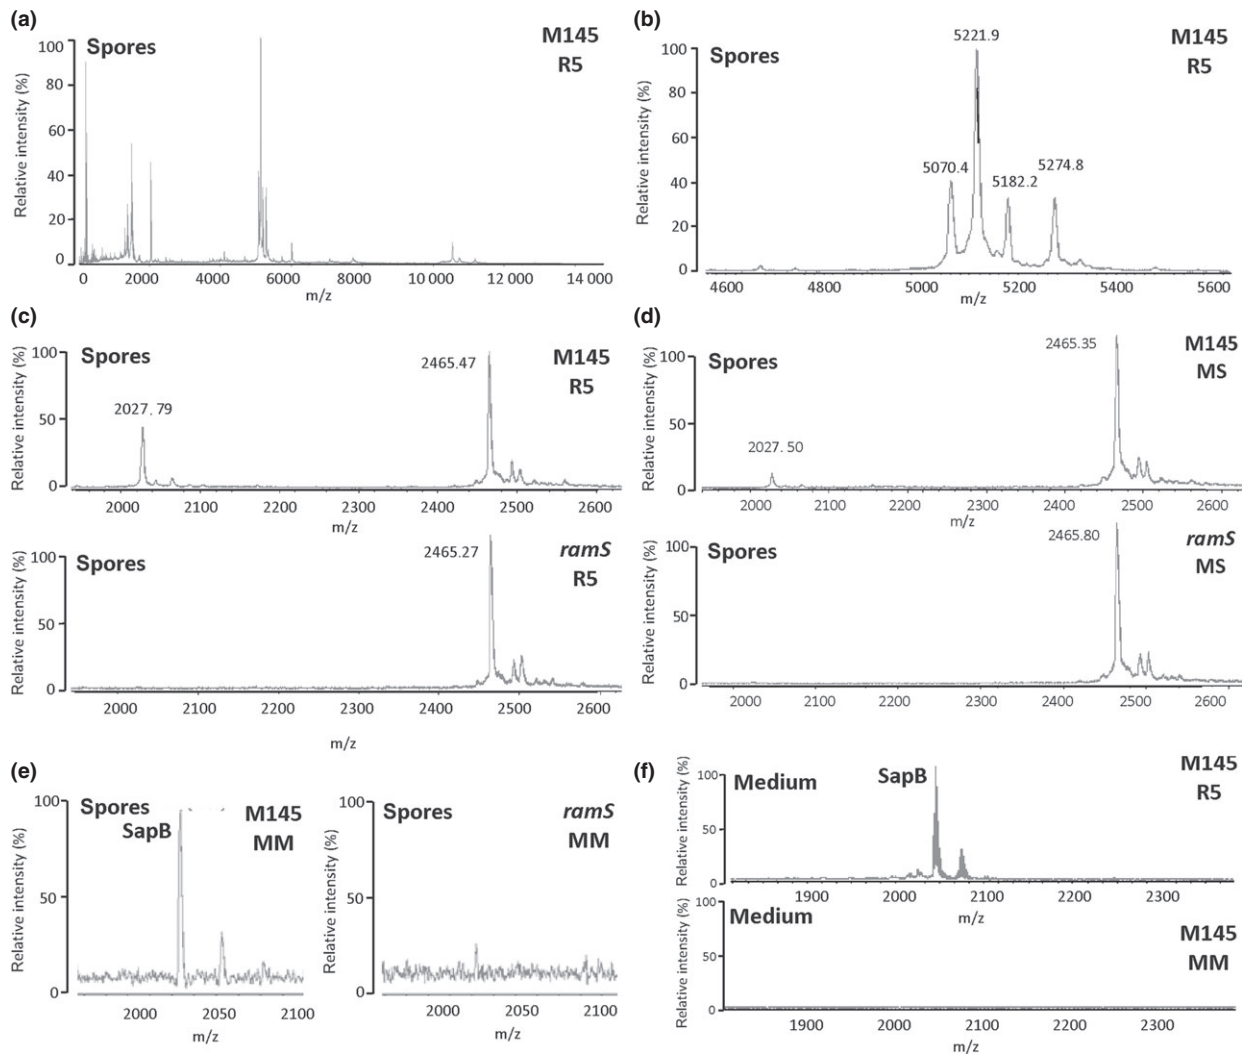 (a)
Spores
M145
R5
Relative intensity (%)
100
80
60
40
20
0
0 2000 4000 6000 8000 10 000 12 000 14 000
m/z
(b)
Spores
M145
R5
Relative intensity (%)
100
80
60
40
20
0
5221.9
5070.4
5182.2
5274.8
4600 4800 5000 5200 5400 5600
m/z
(c)
Spores
M145
R5
Relative intensity (%)
100
50
0
2027.79
2465.47
2000 2100 2200 2300 2400 2500 2600
m/z
Spores
ramS
R5
Relative intensity (%)
100
50
0
2465.27
2000 2100 2200 2300 2400 2500 2600
m/z
(d)
Spores
M145
MS
Relative intensity (%)
100
50
0
2027.50
2465.35
2000 2100 2200 2300 2400 2500 2600
m/z
Spores
ramS
MS
Relative intensity (%)
100
50
0
2465.80
2000 2100 2200 2300 2400 2500 2600
m/z
(e)
Spores
SapB
M145
MM
Relative intensity (%)
100
50
0
2000 2050 2100
m/z
Spores
ramS
MM
Relative intensity (%)
100
50
0
2000 2050 2100
m/z
(f)
Medium
SapB
M145
R5
Relative intensity (%)
100
50
0
1900 2000 2100 2200 2300
m/z
Medium
M145
MM
Relative intensity (%)
100
50
0
1900 2000 2100 2200 2300
m/z